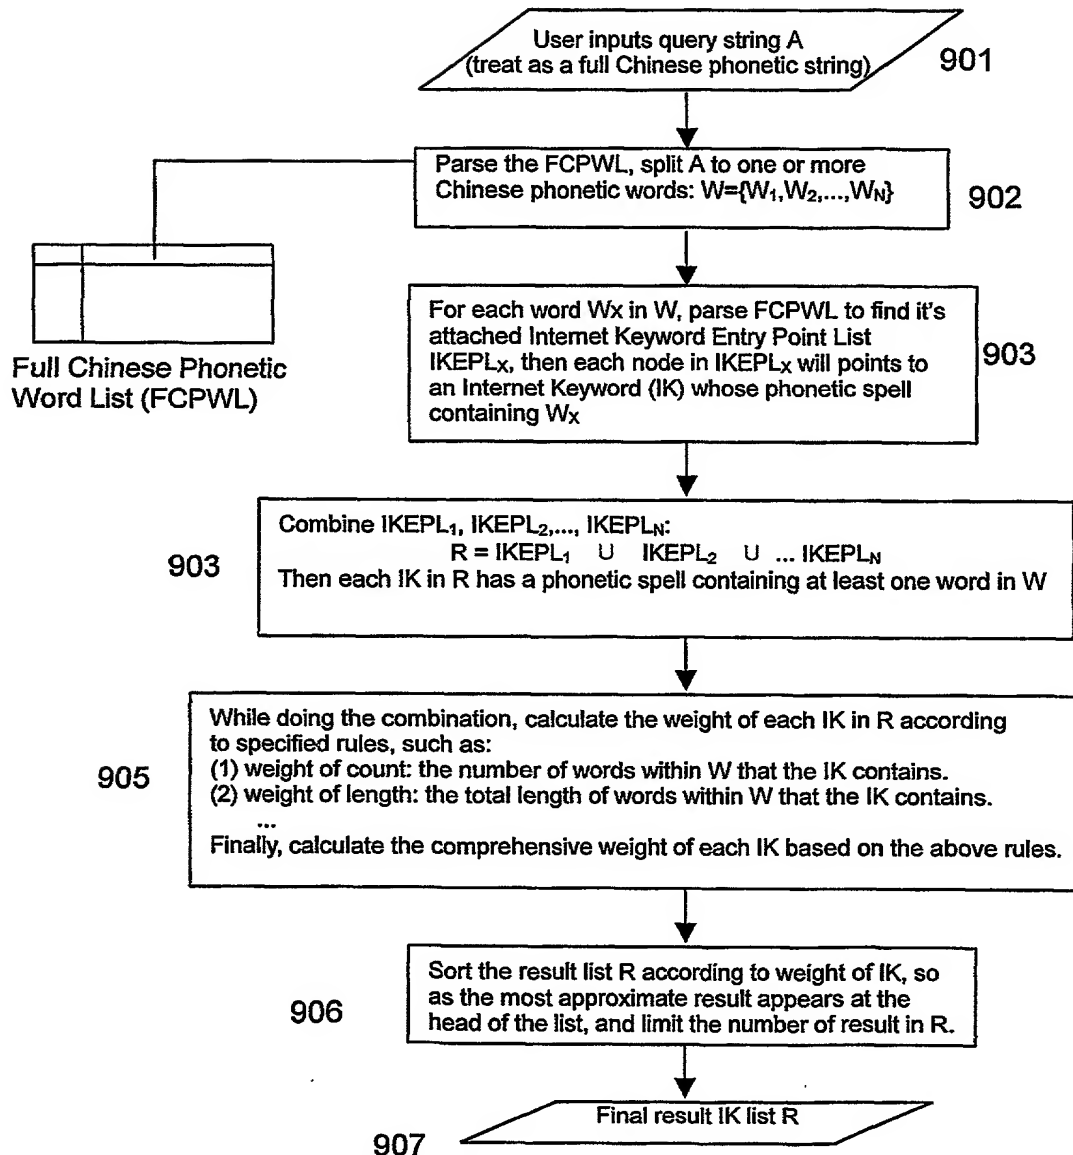 User inputs query string A
(treat as a full Chinese phonetic string)
901
Parse the FCPWL, split A to one or more
Chinese phonetic words: W={W₁,W₂,...,W_N}
902
Full Chinese Phonetic
Word List (FCPWL)
For each word Wx in W, parse FCPWL to find it's
attached Internet Keyword Entry Point List
IKEPLₓ, then each node in IKEPLₓ will points to
an Internet Keyword (IK) whose phonetic spell
containing Wₓ
903
Combine IKEPL₁, IKEPL₂,..., IKEPL_N:
R = IKEPL₁ ∪ IKEPL₂ ∪ ... IKEPL_N
Then each IK in R has a phonetic spell containing at least one word in W
903
While doing the combination, calculate the weight of each IK in R according
to specified rules, such as:
(1) weight of count: the number of words within W that the IK contains.
(2) weight of length: the total length of words within W that the IK contains.
...
Finally, calculate the comprehensive weight of each IK based on the above rules.
905
Sort the result list R according to weight of IK, so
as the most approximate result appears at the
head of the list, and limit the number of result in R.
906
Final result IK list R
907